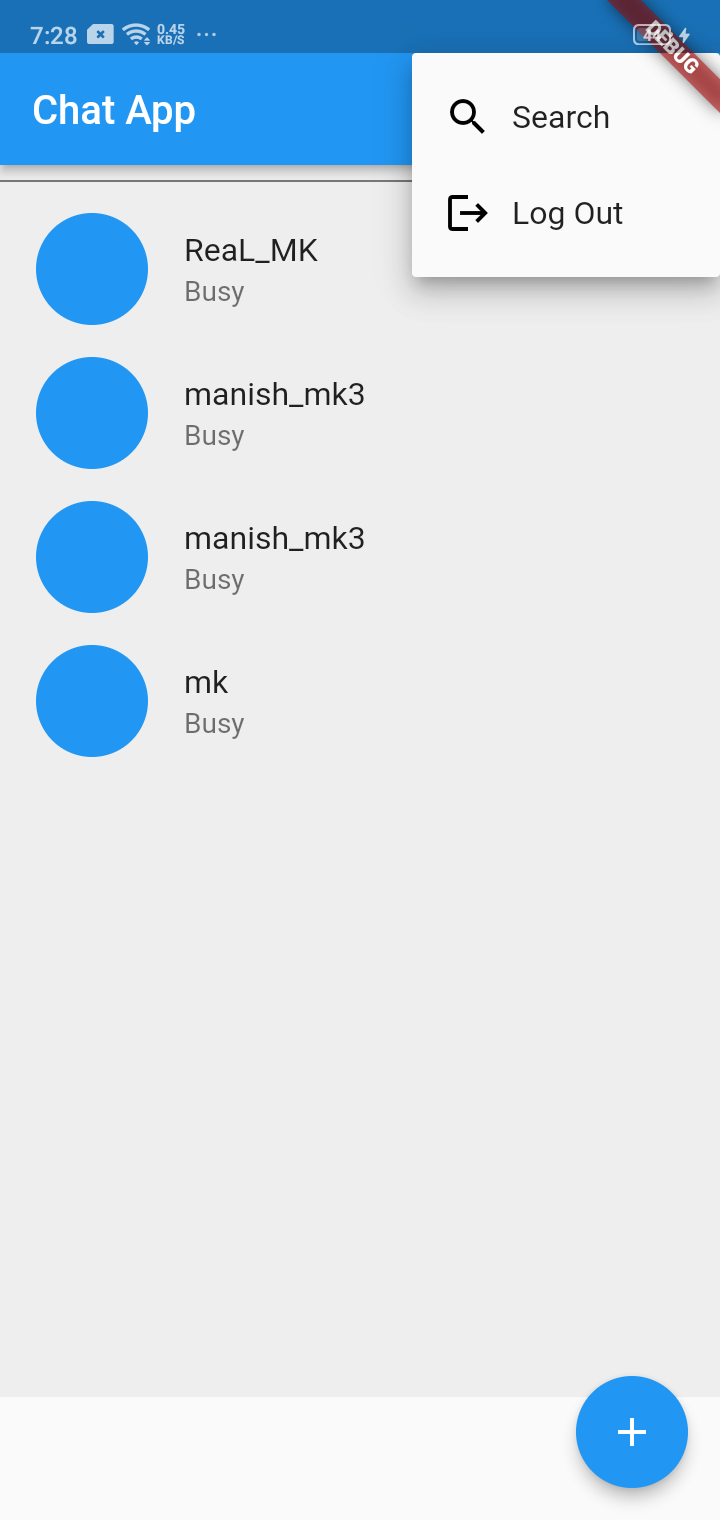 7:28 0.45 KB/S ...
DEBUG
Chat App
Search
Log Out
ReaL_MK
Busy
manish_mk3
Busy
manish_mk3
Busy
mk
Busy